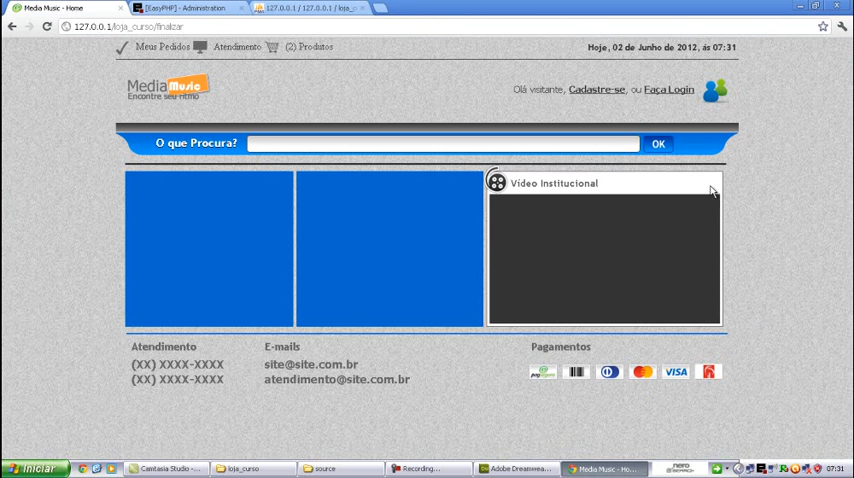 Media Music - Home
[EasyPHP] - Administration
127.0.0.1 / 127.0.0.1 / loj_c
127.0.0.1/loja_curso/finalizar
Meus Pedidos Atendimento (2) Produtos
Hoje, 02 de Junho de 2012, ás 07:31
Media Music
Encontre seu ritmo
Olá visitante, Cadastre-se, ou Faça Login
O que Procura? OK
Vídeo Institucional
Atendimento E-mails Pagamentos
(XX) XXXX-XXXX site@site.com.br
(XX) XXXX-XXXX atendimento@site.com.br
VISA
Iniciar Camtasia Studio -... loja_curso source Recording... Adobe Dreamwea... Media Music - Ho... nero 07:31